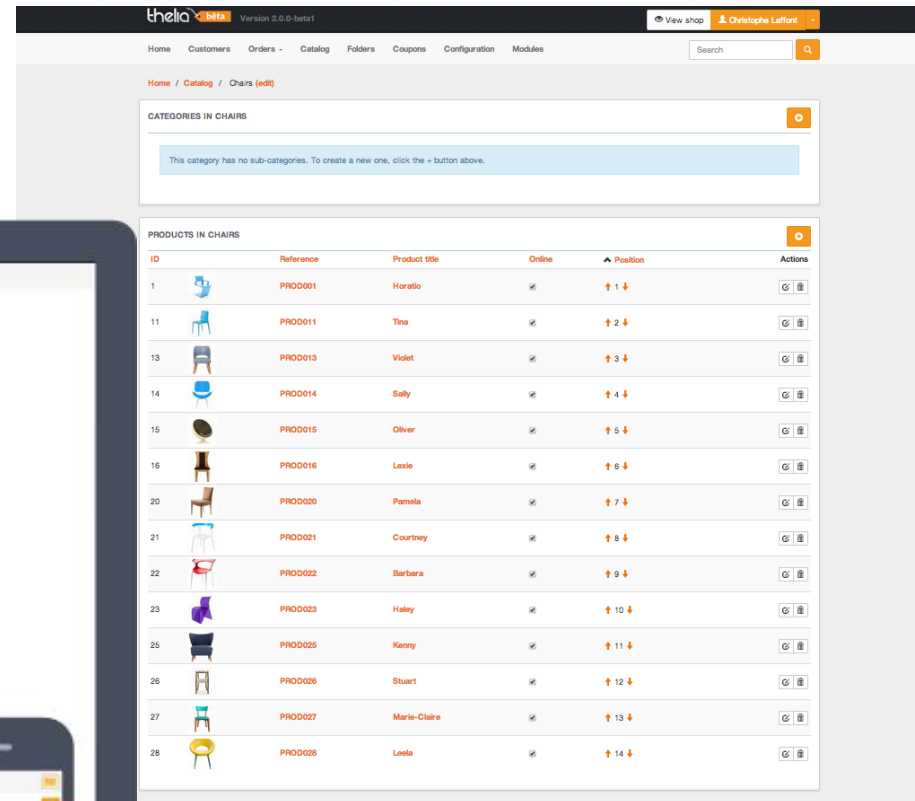 thelia bêta Version 2.0.0-beta1 View shop Christophe Laffont
Home Customers Orders Catalog Folders Coupons Configuration Modules Search
Home / Catalog / Chairs (edit)
CATEGORIES IN CHAIRS
This category has no sub-categories. To create a new one, click the + button above.
PRODUCTS IN CHAIRS
ID Reference Product title Online Position Actions
1 PROD001 Horatio 1
11 PROD011 Tina 2
13 PROD013 Violet 3
14 PROD014 Sally 4
15 PROD015 Oliver 5
16 PROD016 Lexie 6
20 PROD020 Pamela 7
21 PROD021 Courtney 8
22 PROD022 Barbara 9
23 PROD023 Haley 10
25 PROD025 Kenny 11
26 PROD026 Stuart 12
27 PROD027 Marie-Claire 13
28 PROD028 Leela 14